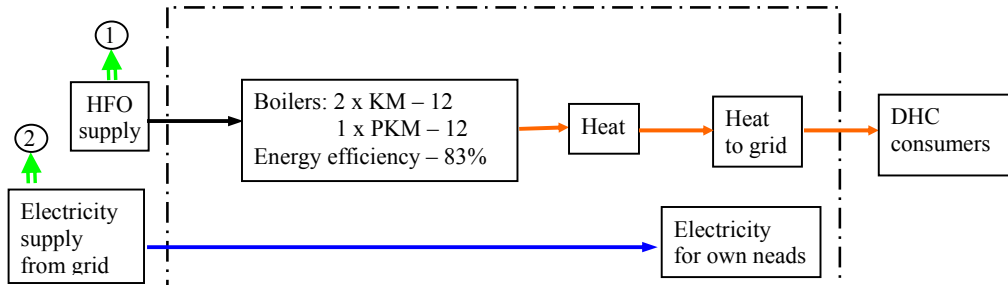 1
HFO
supply
2
Electricity
supply
from grid
Boilers: 2 x KM – 12
1 x PKM – 12
Energy efficiency – 83%
Heat
Heat
to grid
DHC
consumers
Electricity
for own neads